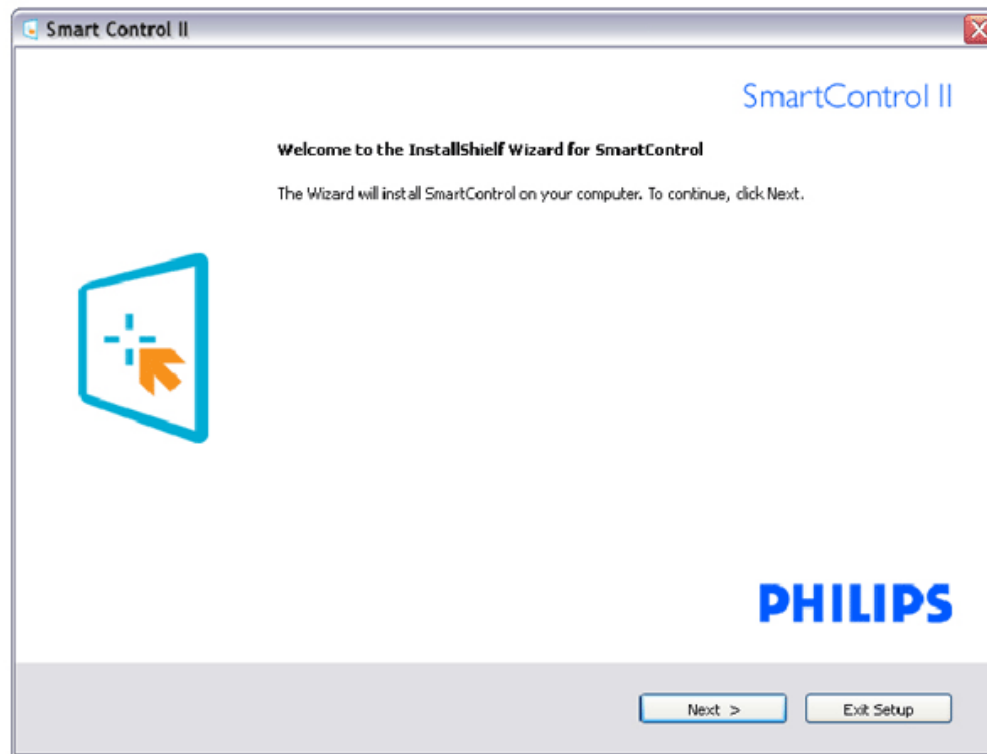 Smart Control II
SmartControl II
Welcome to the InstallShielf Wizard for SmartControl
The Wizard will install SmartControl on your computer. To continue, click Next.
PHILIPS
Next >
Exit Setup